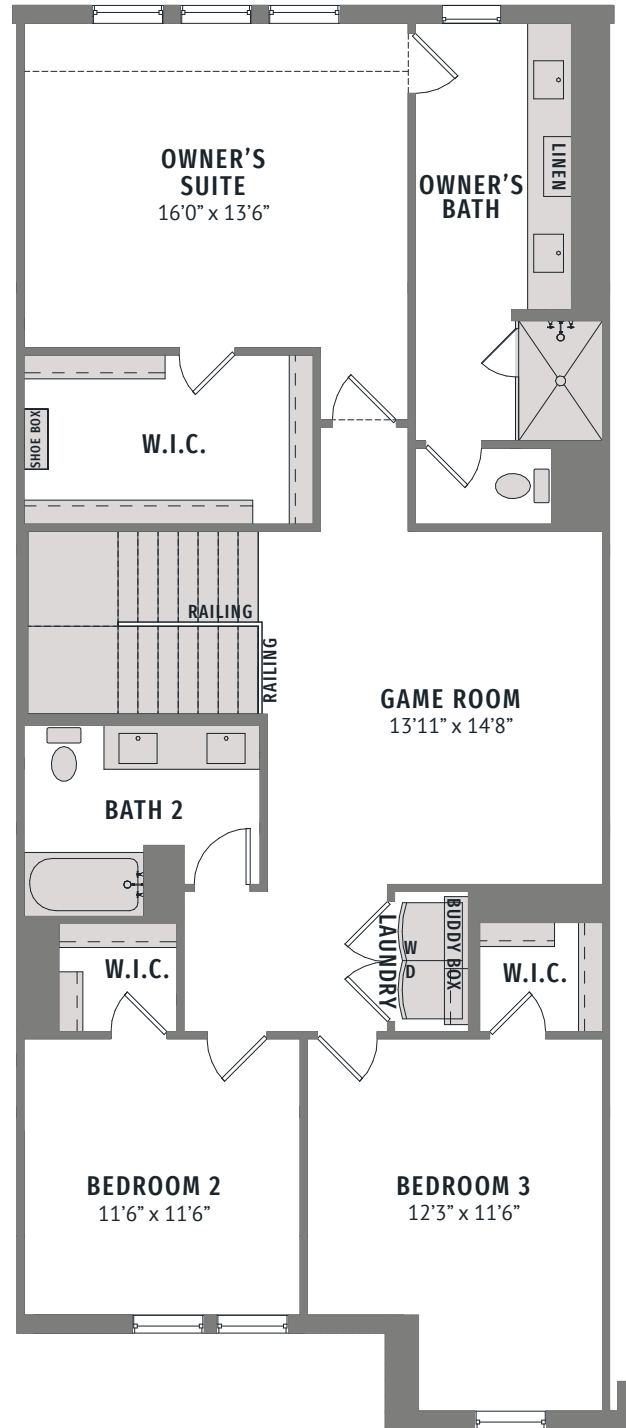 OWNER’S
SUITE
16’0” x 13’6”
OWNER’S
BATH
LINEN
SHOE BOX
W.I.C.
RAILING
RAILING
GAME ROOM
13’11” x 14’8”
BATH 2
LAUNDRY
W
D
BUDDY BOX
W.I.C.
W.I.C.
BEDROOM 2
11’6” x 11’6”
BEDROOM 3
12’3” x 11’6”